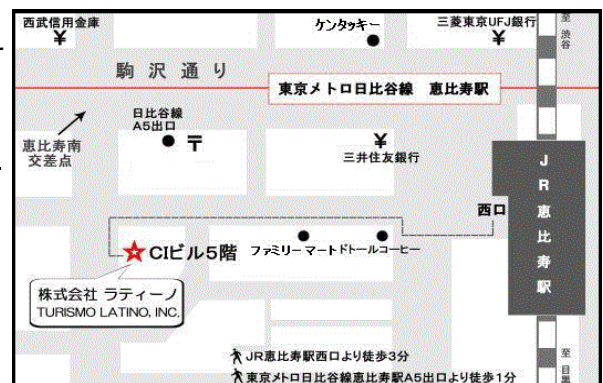 西武信用金庫
ケンタッキー
三菱東京UFJ銀行
至 渋谷
駒沢通り
東京メトロ日比谷線 恵比寿駅
日比谷線
A5出口
恵比寿南
交差点
三井住友銀行
JR恵比寿駅
西口
CIビル5階
ファミリーマート
ドトールコーヒー
株式会社 ラティーノ
TURISMO LATINO, INC.
JR恵比寿駅西口より徒歩3分
東京メトロ日比谷線恵比寿駅A5出口より徒歩1分
至 目黒